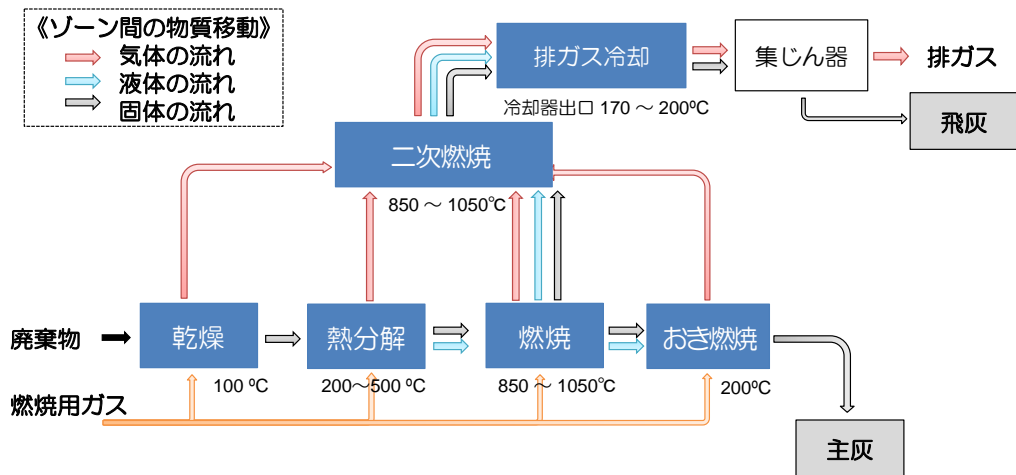 《ゾーン間の物質移動》
気体の流れ
液体の流れ
固体の流れ
排ガス冷却
集じん器
排ガス
冷却器出口 170 ～ 200ºC
飛灰
二次燃焼
850 ～ 1050℃
廃棄物
乾燥
熱分解
燃焼
おき燃焼
100 ºC
200～500 ºC
850 ～ 1050℃
200ºC
燃焼用ガス
主灰